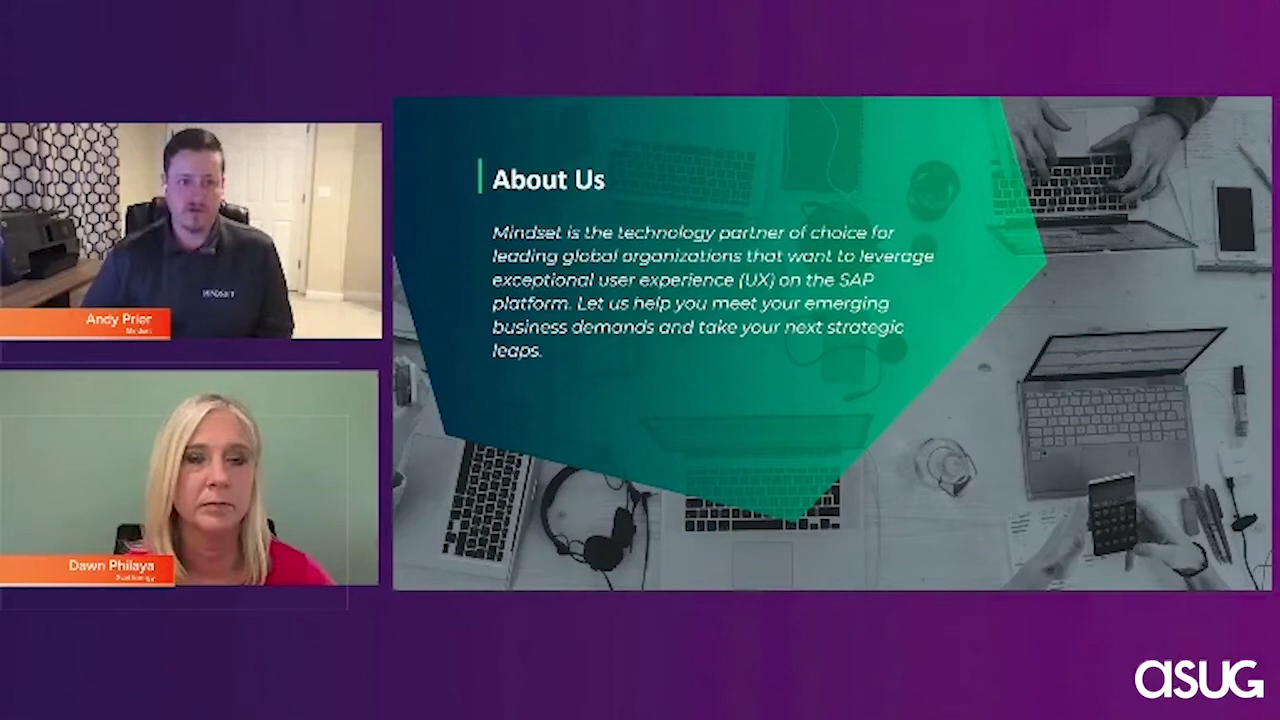 MINDSET
Andy Prier
Mindset
Dawn Philaya
About Us
Mindset is the technology partner of choice for
leading global organizations that want to leverage
exceptional user experience (UX) on the SAP
platform. Let us help you meet your emerging
business demands and take your next strategic
leaps.
asug